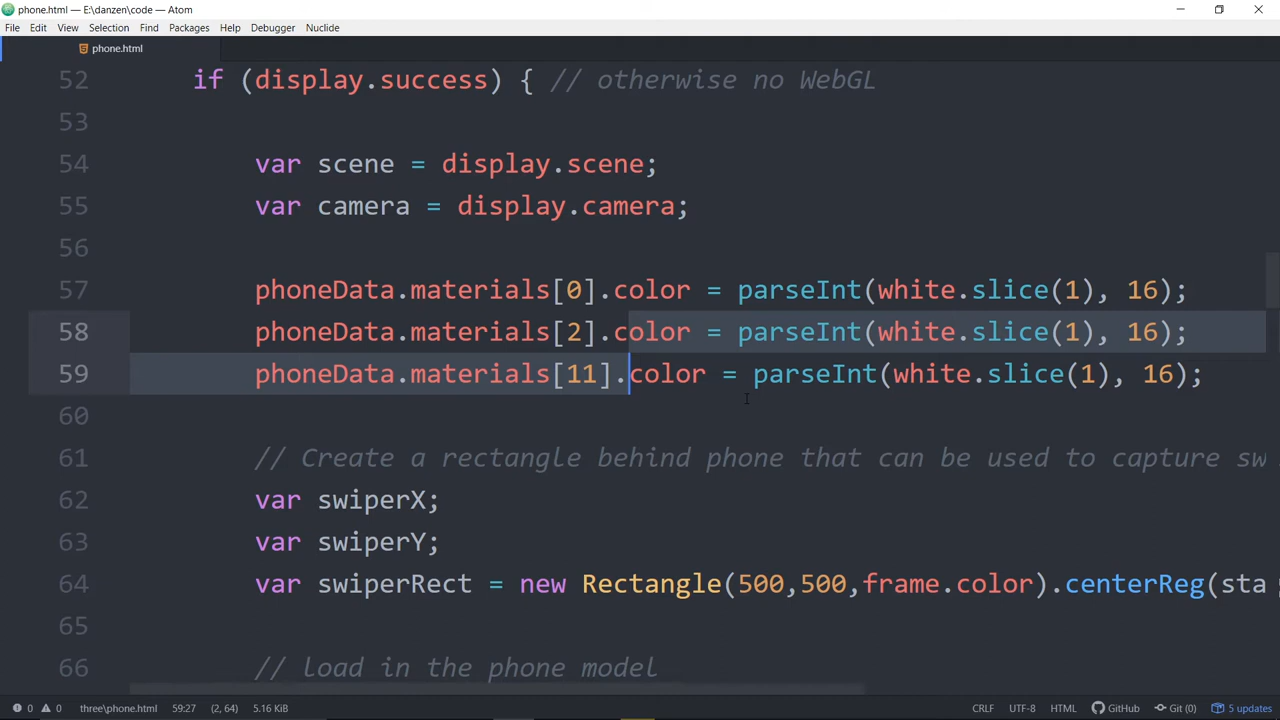 phone.html — E:\danzen\code — Atom
File Edit View Selection Find Packages Help Debugger Nuclide
phone.html
52 if (display.success) { // otherwise no WebGL
53
54 var scene = display.scene;
55 var camera = display.camera;
56
57 phoneData.materials[0].color = parseInt(white.slice(1), 16);
58 phoneData.materials[2].color = parseInt(white.slice(1), 16);
59 phoneData.materials[11].color = parseInt(white.slice(1), 16);
60
61 // Create a rectangle behind phone that can be used to capture sw
62 var swiperX;
63 var swiperY;
64 var swiperRect = new Rectangle(500,500,frame.color).centerReg(sta
65
66 // load in the phone model
0 0 three\phone.html 59:27 (2, 64) 5.16 KiB CRLF UTF-8 HTML GitHub Git (0) 5 updates